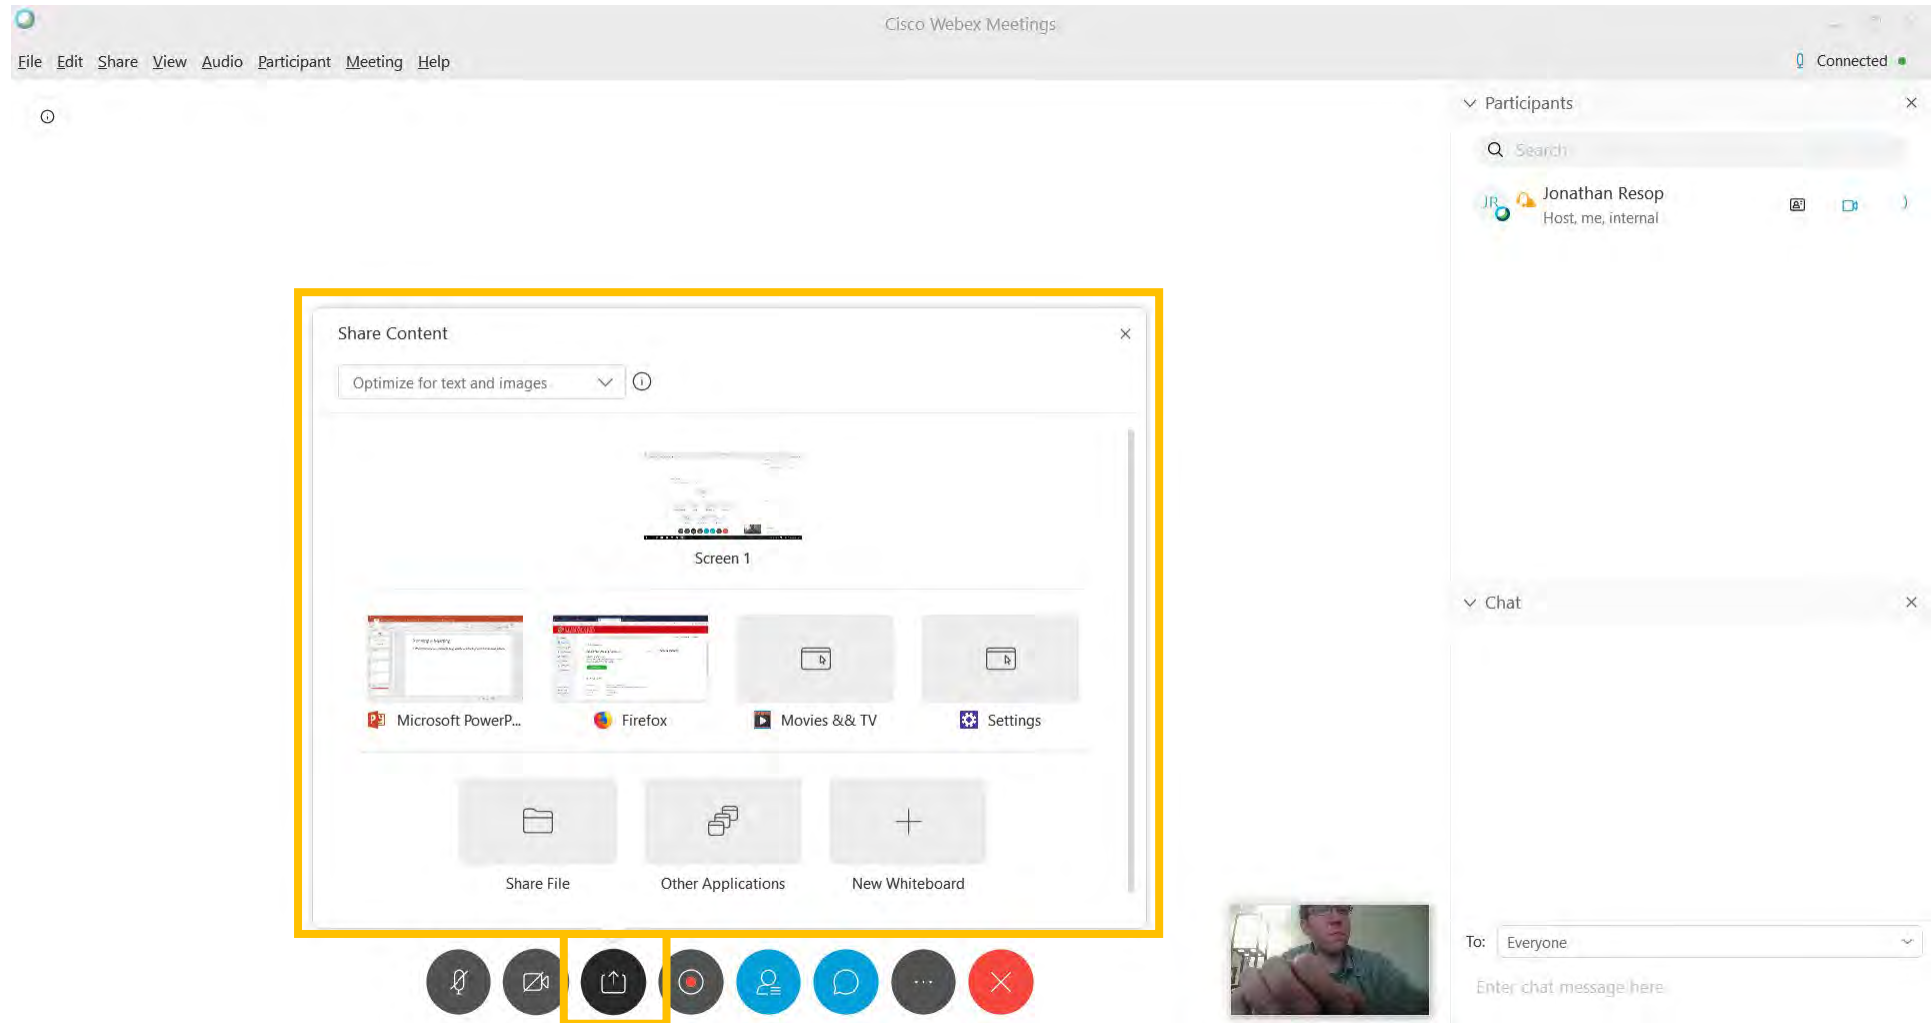 Cisco Webex Meetings
File Edit Share View Audio Participant Meeting Help
Connected
Participants
Search
JR
Jonathan Resop
Host, me, internal
Share Content
Optimize for text and images
Screen 1
Microsoft PowerP...
Firefox
Movies && TV
Settings
Share File
Other Applications
New Whiteboard
Chat
To: Everyone
Enter chat message here